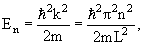 Eₙ = ħ²k²/2m = ħ²π²n²/2mL²,